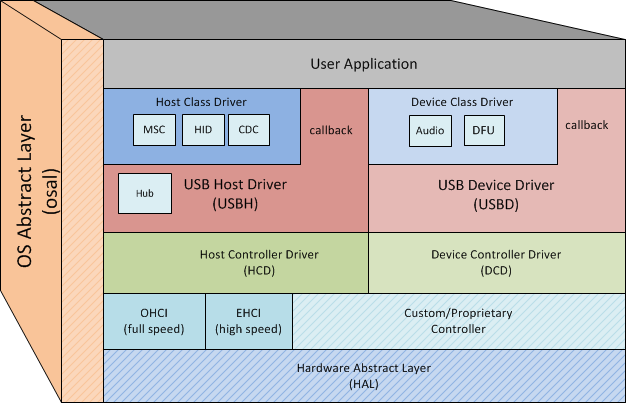 User Application
OS Abstract Layer
(osal)
Host Class Driver
MSC
HID
CDC
callback
Device Class Driver
Audio
DFU
callback
Hub
USB Host Driver
(USBH)
USB Device Driver
(USBD)
Host Controller Driver
(HCD)
Device Controller Driver
(DCD)
OHCI
(full speed)
EHCI
(high speed)
Custom/Proprietary
Controller
Hardware Abstract Layer
(HAL)